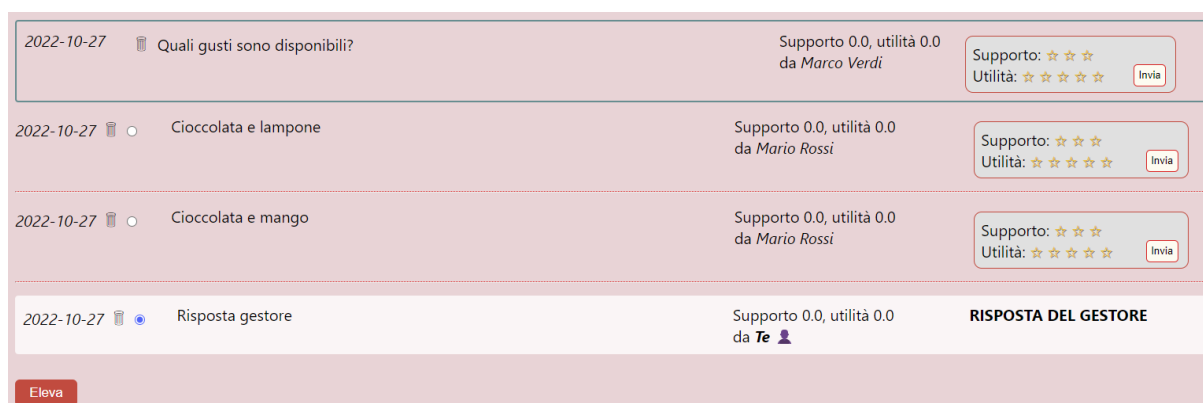 2022-10-27 Quali gusti sono disponibili? Supporto 0.0, utilità 0.0
da Marco Verdi
Supporto:
Utilità: Invia
2022-10-27 Cioccolata e lampone Supporto 0.0, utilità 0.0
da Mario Rossi
Supporto:
Utilità: Invia
2022-10-27 Cioccolata e mango Supporto 0.0, utilità 0.0
da Mario Rossi
Supporto:
Utilità: Invia
2022-10-27 Risposta gestore Supporto 0.0, utilità 0.0 RISPOSTA DEL GESTORE
da Te
Eleva